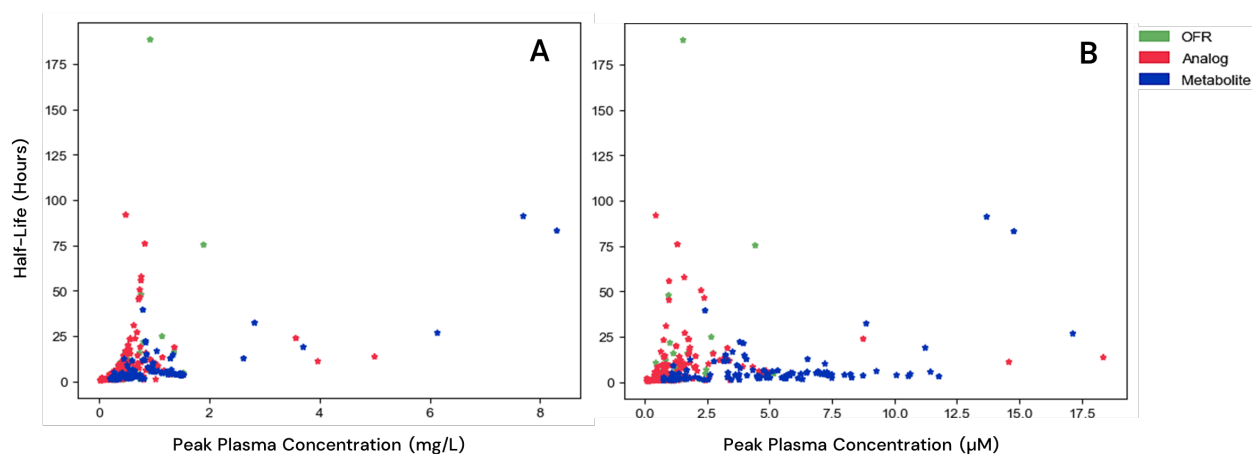 A
B
OFR
Analog
Metabolite
Half-Life (Hours)
175
150
125
100
75
50
25
0
0 2 4 6 8
Peak Plasma Concentration (mg/L)
175
150
125
100
75
50
25
0
0.0 2.5 5.0 7.5 10.0 12.5 15.0 17.5
Peak Plasma Concentration (μM)